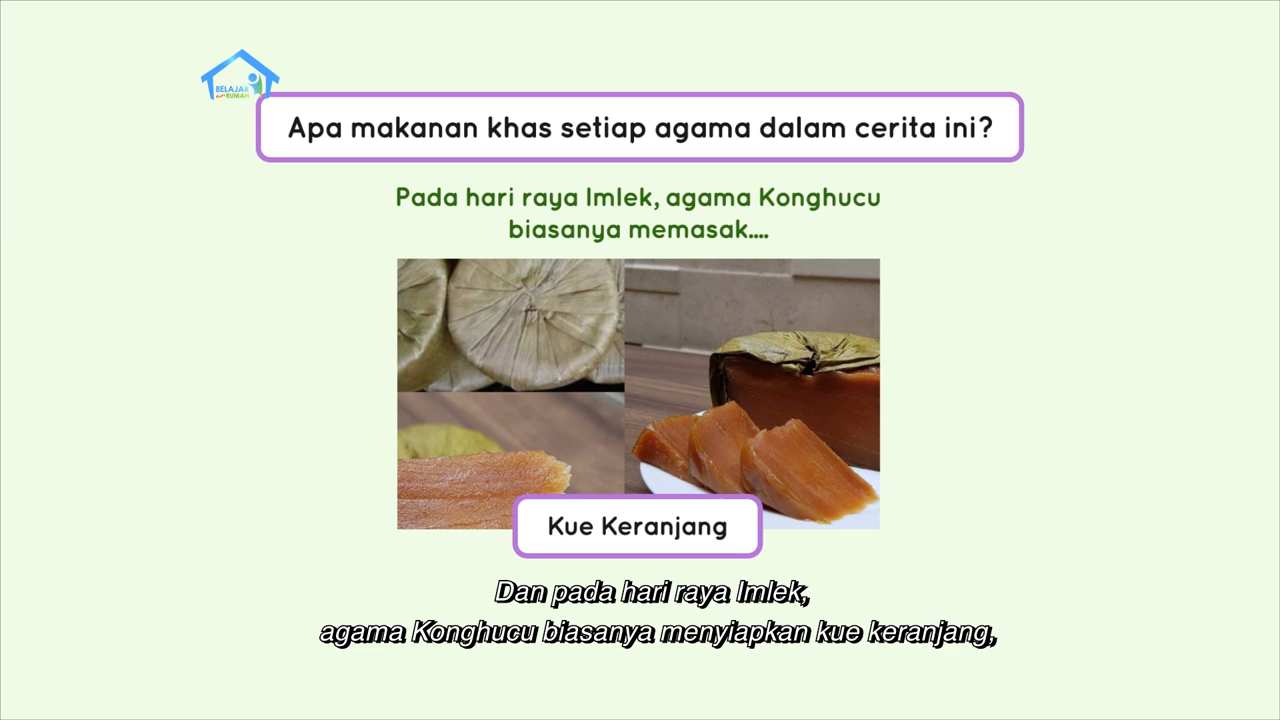 BELAJAR
dari RUMAH
Apa makanan khas setiap agama dalam cerita ini?
Pada hari raya Imlek, agama Konghucu
biasanya memasak....
Kue Keranjang
Dan pada hari raya Imlek,
agama Konghucu biasanya menyiapkan kue keranjang,